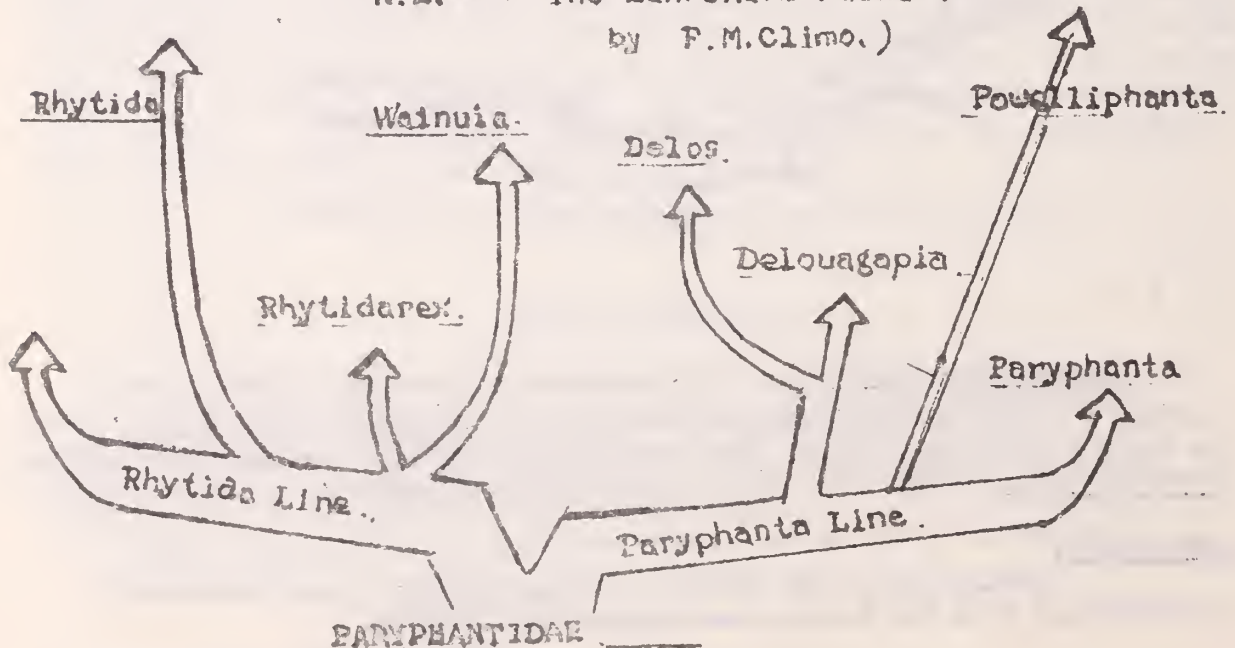 by F.M.Climo.)
Rhytida
Wainuia.
Delos.
Powelliphanta.
Delouagapia.
Rhytidarex.
Paryphanta
Rhytida Line.
Paryphanta Line.
PARYPHANTIDAE